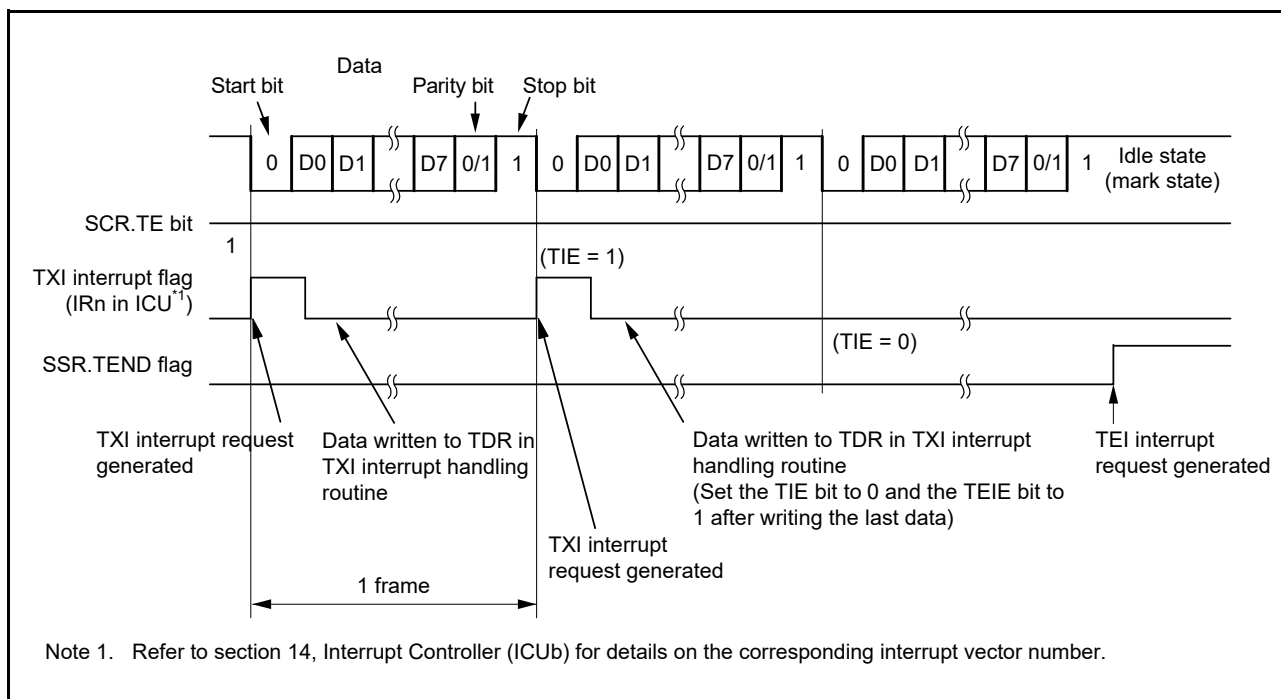 Data
Start bit
Parity bit
Stop bit
0 D0 D1 D7 0/1 1 0 D0 D1 D7 0/1 1 0 D0 D1 D7 0/1 1
Idle state
(mark state)
SCR.TE bit
1
(TIE = 1)
TXI interrupt flag
(IRn in ICU*1)
(TIE = 0)
SSR.TEND flag
TXI interrupt request
generated
Data written to TDR in
TXI interrupt handling
routine
Data written to TDR in TXI interrupt
handling routine
(Set the TIE bit to 0 and the TEIE bit to
1 after writing the last data)
TEI interrupt
request generated
TXI interrupt
request generated
1 frame
Note 1. Refer to section 14, Interrupt Controller (ICUb) for details on the corresponding interrupt vector number.